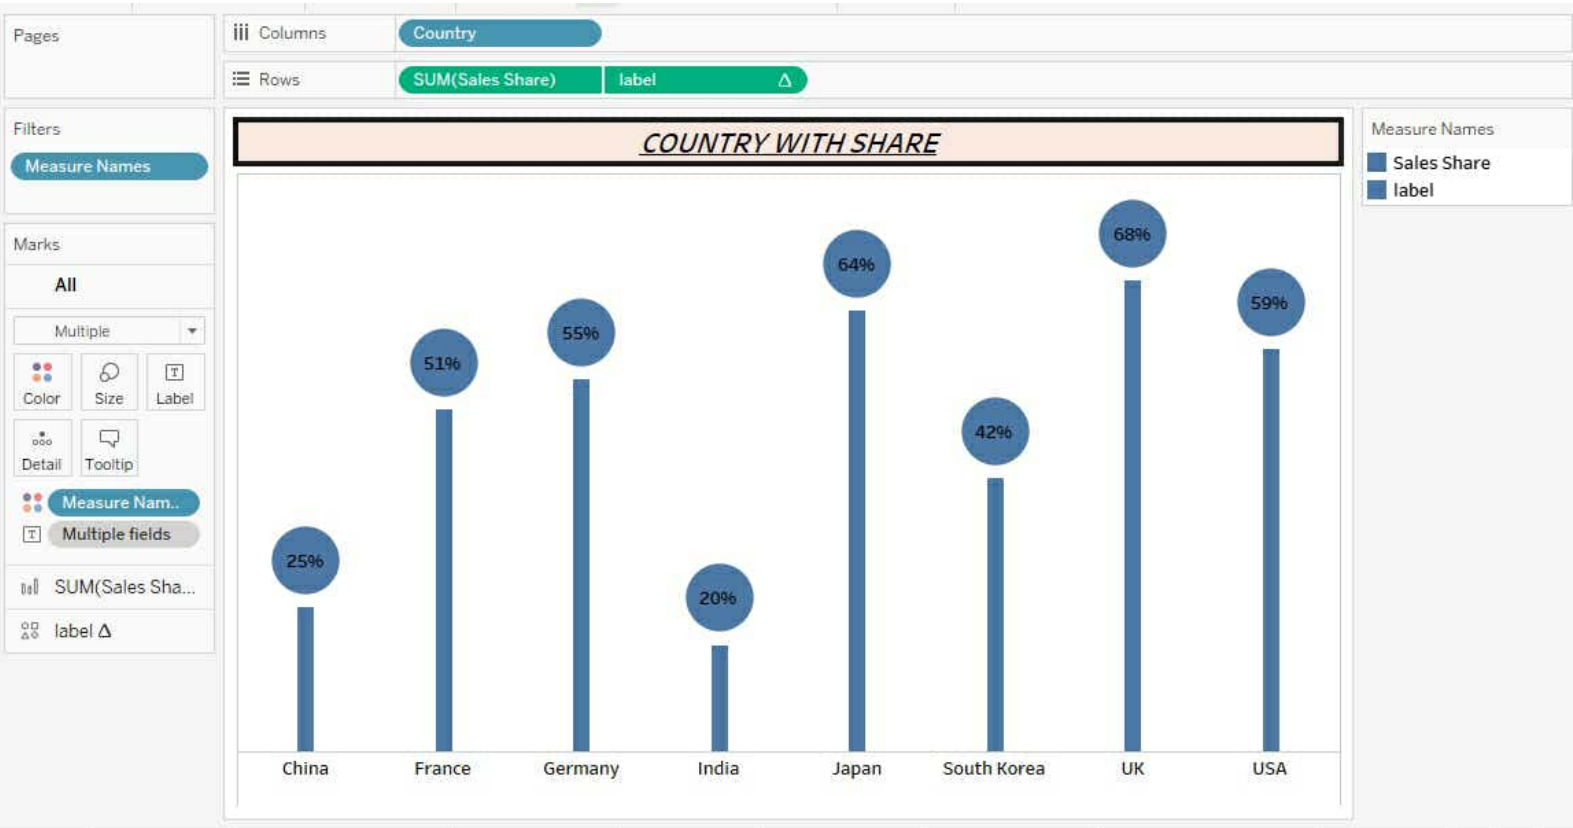 Pages
Columns
Country
Rows
SUM(Sales Share)
label
Δ
Filters
Measure Names
Marks
All
Multiple
Color
Size
Label
Detail
Tooltip
Measure Nam..
Multiple fields
SUM(Sales Sha...
label Δ
COUNTRY WITH SHARE
25%
51%
55%
20%
64%
42%
68%
59%
China
France
Germany
India
Japan
South Korea
UK
USA
Measure Names
Sales Share
label